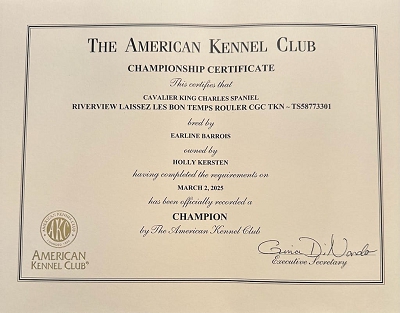 THE AMERICAN KENNEL CLUB
CHAMPIONSHIP CERTIFICATE
This certifies that
CAVALIER KING CHARLES SPANIEL
RIVERVIEW LAISSEZ LES BON TEMPS ROULER CGC TKN ~ TS58773301
bred by
EARLINE BARROIS
owned by
HOLLY KERSTEN
having completed the requirements on
MARCH 2, 2025
has been officially recorded a
CHAMPION
by The American Kennel Club
AKC
AMERICAN
KENNEL CLUB®
Executive Secretary